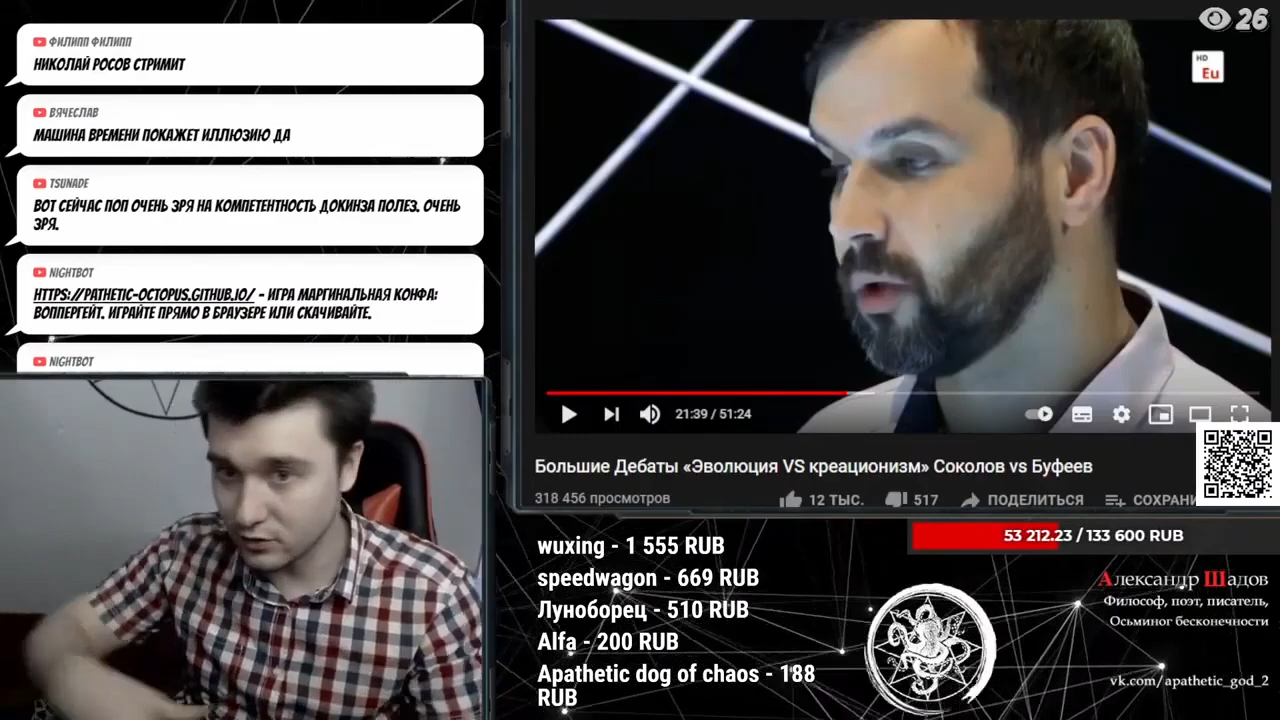 ФИЛИПП ФИЛИПП
НИКОЛАЙ РОСОВ СТРИМИТ
ВЯЧЕСЛАВ
МАШИНА ВРЕМЕНИ ПОКАЖЕТ ИЛЛЮЗИЮ ДА
TSUNADE
ВОТ СЕЙЧАС ПОП ОЧЕНЬ ЗРЯ НА КОМПЕТЕНТНОСТЬ ДОКИНЗА ПОЛЕЗ. ОЧЕНЬ
ЗРЯ.
NIGHTBOT
HTTPS://PATHETIC-OCTOPUS.GITHUB.IO/ - ИГРА МАРГИНАЛЬНАЯ КОНФА:
ВОППЕРГЕЙТ. ИГРАЙТЕ ПРЯМО В БРАУЗЕРЕ ИЛИ СКАЧИВАЙТЕ.
NIGHTBOT
26
HD
Eu
21:39 / 51:24
Большие Дебаты «Эволюция VS креационизм» Соколов vs Буфеев
318 456 просмотров
12 ТЫС.
517
ПОДЕЛИТЬСЯ
СОХРАНИ
53 212.23 / 133 600 RUB
wuxing - 1 555 RUB
speedwagon - 669 RUB
Луноборец - 510 RUB
Alfa - 200 RUB
Apathetic dog of chaos - 188
RUB
Александр Шадов
Философ, поэт, писатель,
Осьминог бесконечности
vk.com/apathetic_god_2